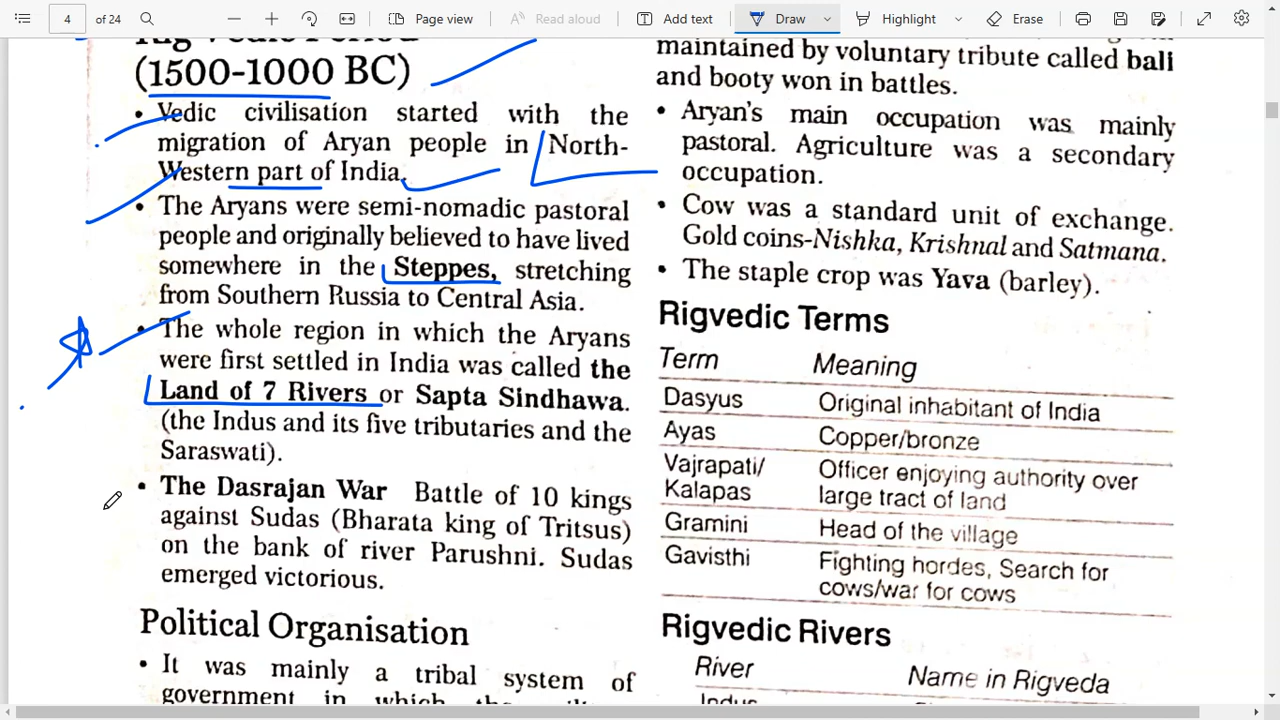 4
of 24
Page view
Read aloud
Add text
Draw
Highlight
Erase
Rig Vedic Period
(1500-1000 BC)
• Vedic civilisation started with the
migration of Aryan people in North-
Western part of India.
• The Aryans were semi-nomadic pastoral
people and originally believed to have lived
somewhere in the Steppes, stretching
from Southern Russia to Central Asia.
• The whole region in which the Aryans
were first settled in India was called the
Land of 7 Rivers or Sapta Sindhawa.
(the Indus and its five tributaries and the
Saraswati).
• The Dasrajan War Battle of 10 kings
against Sudas (Bharata king of Tritsus)
on the bank of river Parushni. Sudas
emerged victorious.
Political Organisation
• It was mainly a tribal system of
government in which the
maintained by voluntary tribute called bali
and booty won in battles.
• Aryan's main occupation was mainly
pastoral. Agriculture was a secondary
occupation.
• Cow was a standard unit of exchange.
Gold coins-Nishka, Krishnal and Satmana.
• The staple crop was Yava (barley).
Rigvedic Terms
Term Meaning
Dasyus Original inhabitant of India
Ayas Copper/bronze
Vajrapati/ Officer enjoying authority over
Kalapas large tract of land
Gramini Head of the village
Gavisthi Fighting hordes, Search for
cows/war for cows
Rigvedic Rivers
River Name in Rigveda
Indus